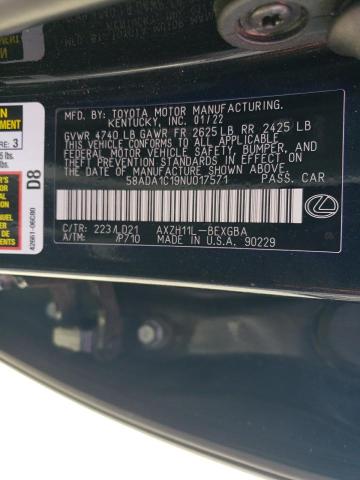 MFD. BY: TOYOTA MOTOR MANUFACTURING,
KENTUCKY, INC. 01/22
GVWR 4740 LB GAWR FR 2625 LB RR 2425 LB
THIS VEHICLE CONFORMS TO ALL APPLICABLE
FEDERAL MOTOR VEHICLE SAFETY, BUMPER, AND
THEFT PREVENTION STANDARDS IN EFFECT ON
THE DATE OF MANUFACTURE SHOWN ABOVE.
58ADA1C19NU017571 PASS. CAR
C/TR: 223/LD21 AXZH11L-BEXGBA
A/TM: /P710 MADE IN U.S.A. 90229
D8
42661-06C80